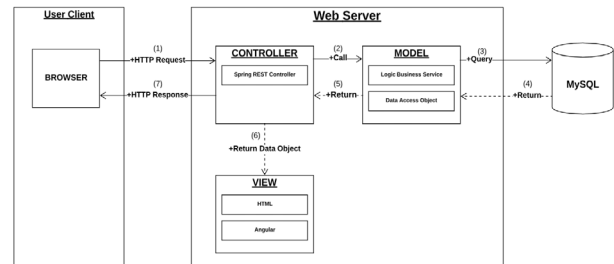 User Client
Web Server
(1)
+HTTP Request
CONTROLLER
Spring REST Controller
(2)
+Call
MODEL
Logic Business Service
Data Access Object
(3)
+Query
BROWSER
MySQL
(7)
+HTTP Response
(5)
+Return
(4)
+Return
(6)
+Return Data Object
VIEW
HTML
Angular